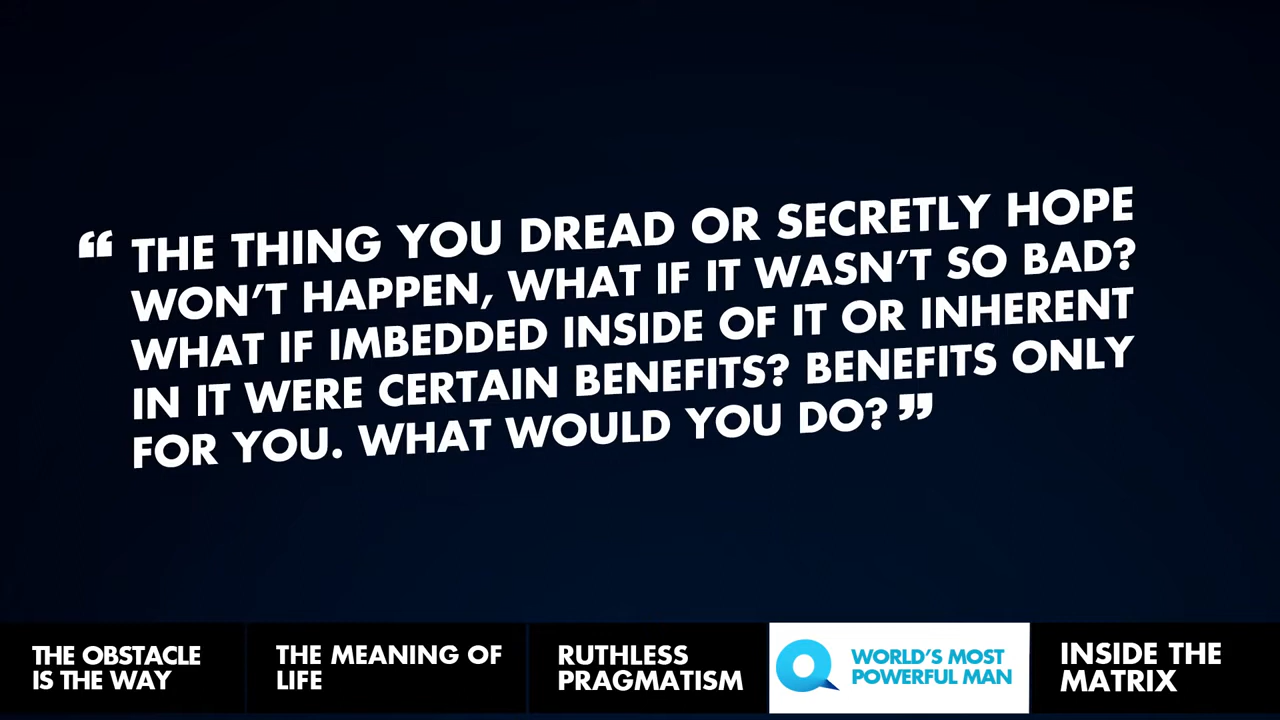 “ THE THING YOU DREAD OR SECRETLY HOPE
WON’T HAPPEN, WHAT IF IT WASN’T SO BAD?
WHAT IF IMBEDDED INSIDE OF IT OR INHERENT
IN IT WERE CERTAIN BENEFITS? BENEFITS ONLY
FOR YOU. WHAT WOULD YOU DO? ”
THE OBSTACLE
IS THE WAY
THE MEANING OF
LIFE
RUTHLESS
PRAGMATISM
WORLD’S MOST
POWERFUL MAN
INSIDE THE
MATRIX